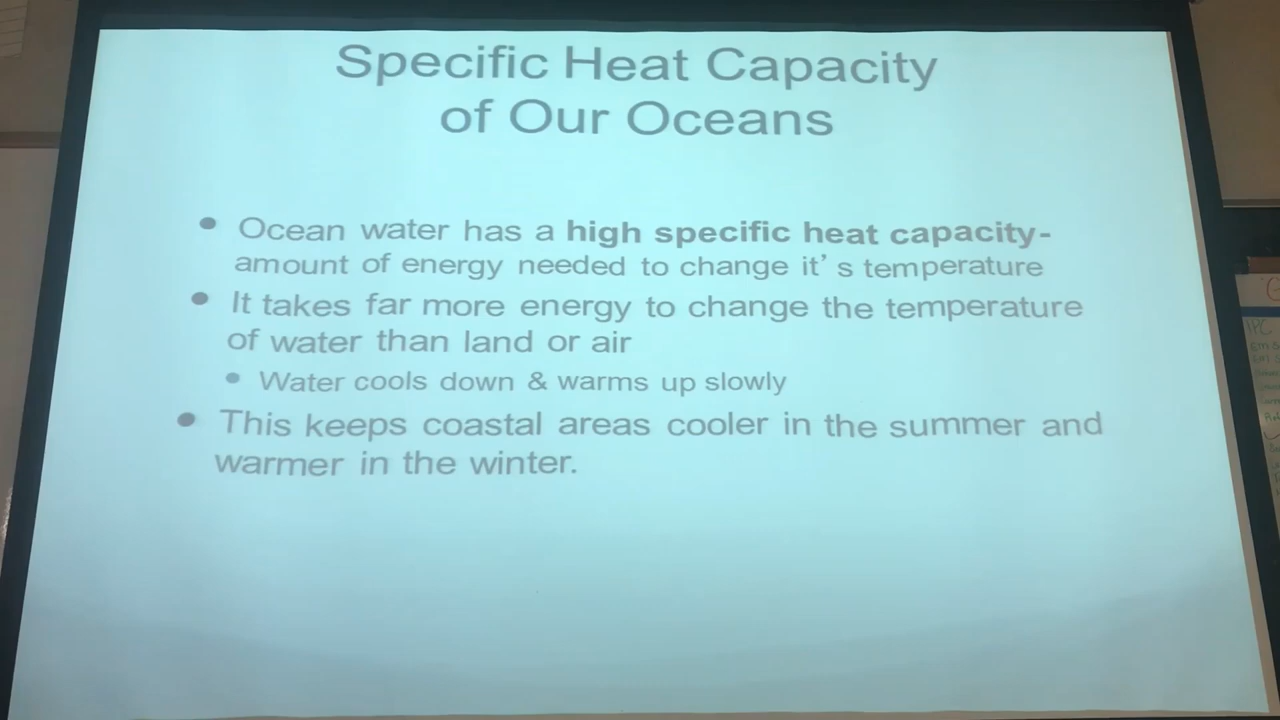 Specific Heat Capacity
of Our Oceans
• Ocean water has a high specific heat capacity-
amount of energy needed to change it's temperature
• It takes far more energy to change the temperature
of water than land or air
• Water cools down & warms up slowly
• This keeps coastal areas cooler in the summer and
warmer in the winter.
IPC